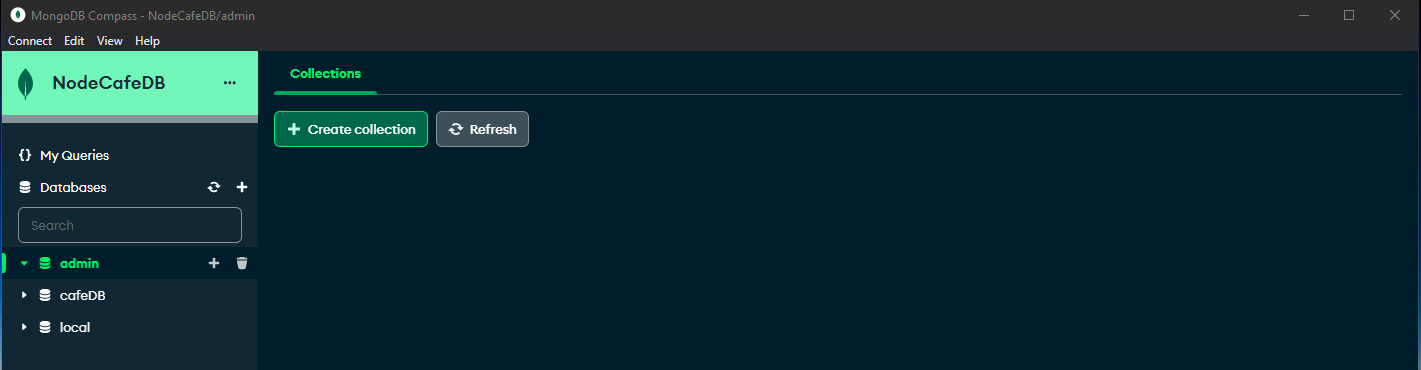 MongoDB Compass - NodeCafeDB/admin
Connect Edit View Help
NodeCafeDB
My Queries
Databases
Search
admin
cafeDB
local
Collections
Create collection
Refresh